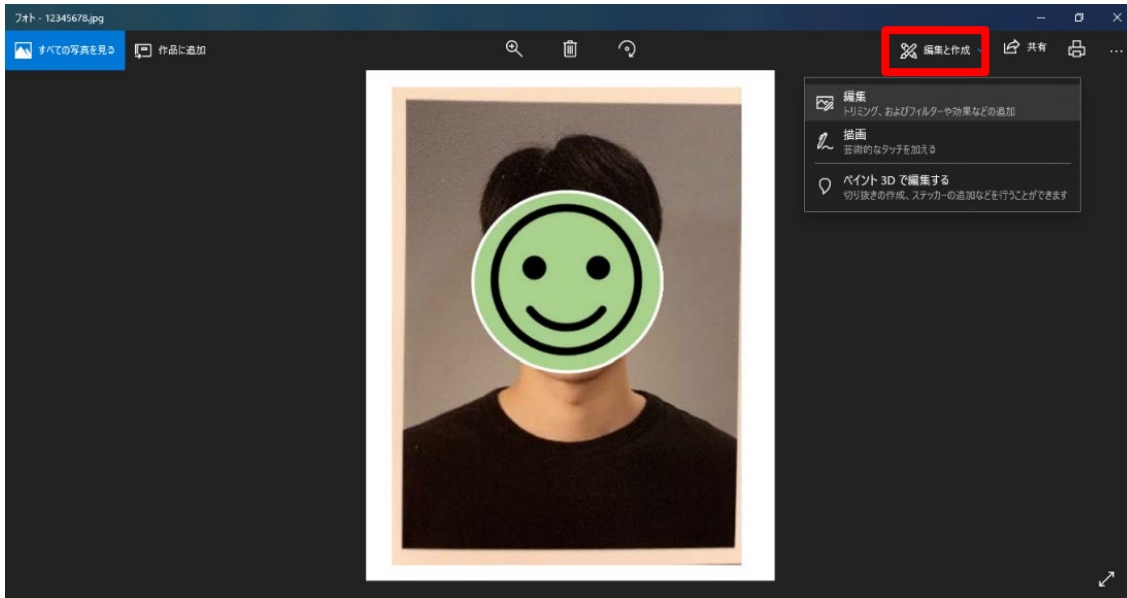 フォト - 12345678.jpg
すべての写真を見る
作品に追加
編集と作成
共有
編集
トリミング、およびフィルターや効果などの追加
描画
芸術的なタッチを加える
ペイント 3D で編集する
切り抜きの作成、ステッカーの追加などを行うことができます